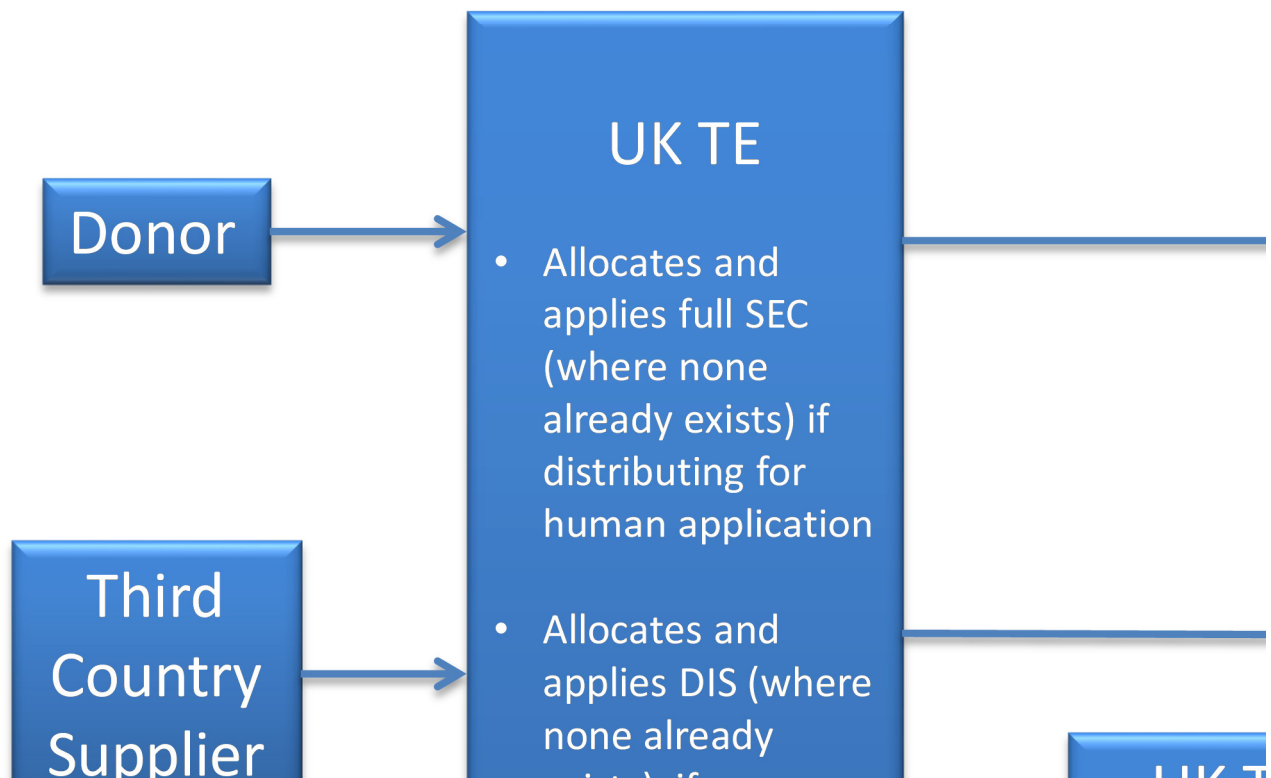 UK TE
Donor
• Allocates and
applies full SEC
(where none
already exists) if
distributing for
human application
Third
Country
Supplier
• Allocates and
applies DIS (where
none already
UK